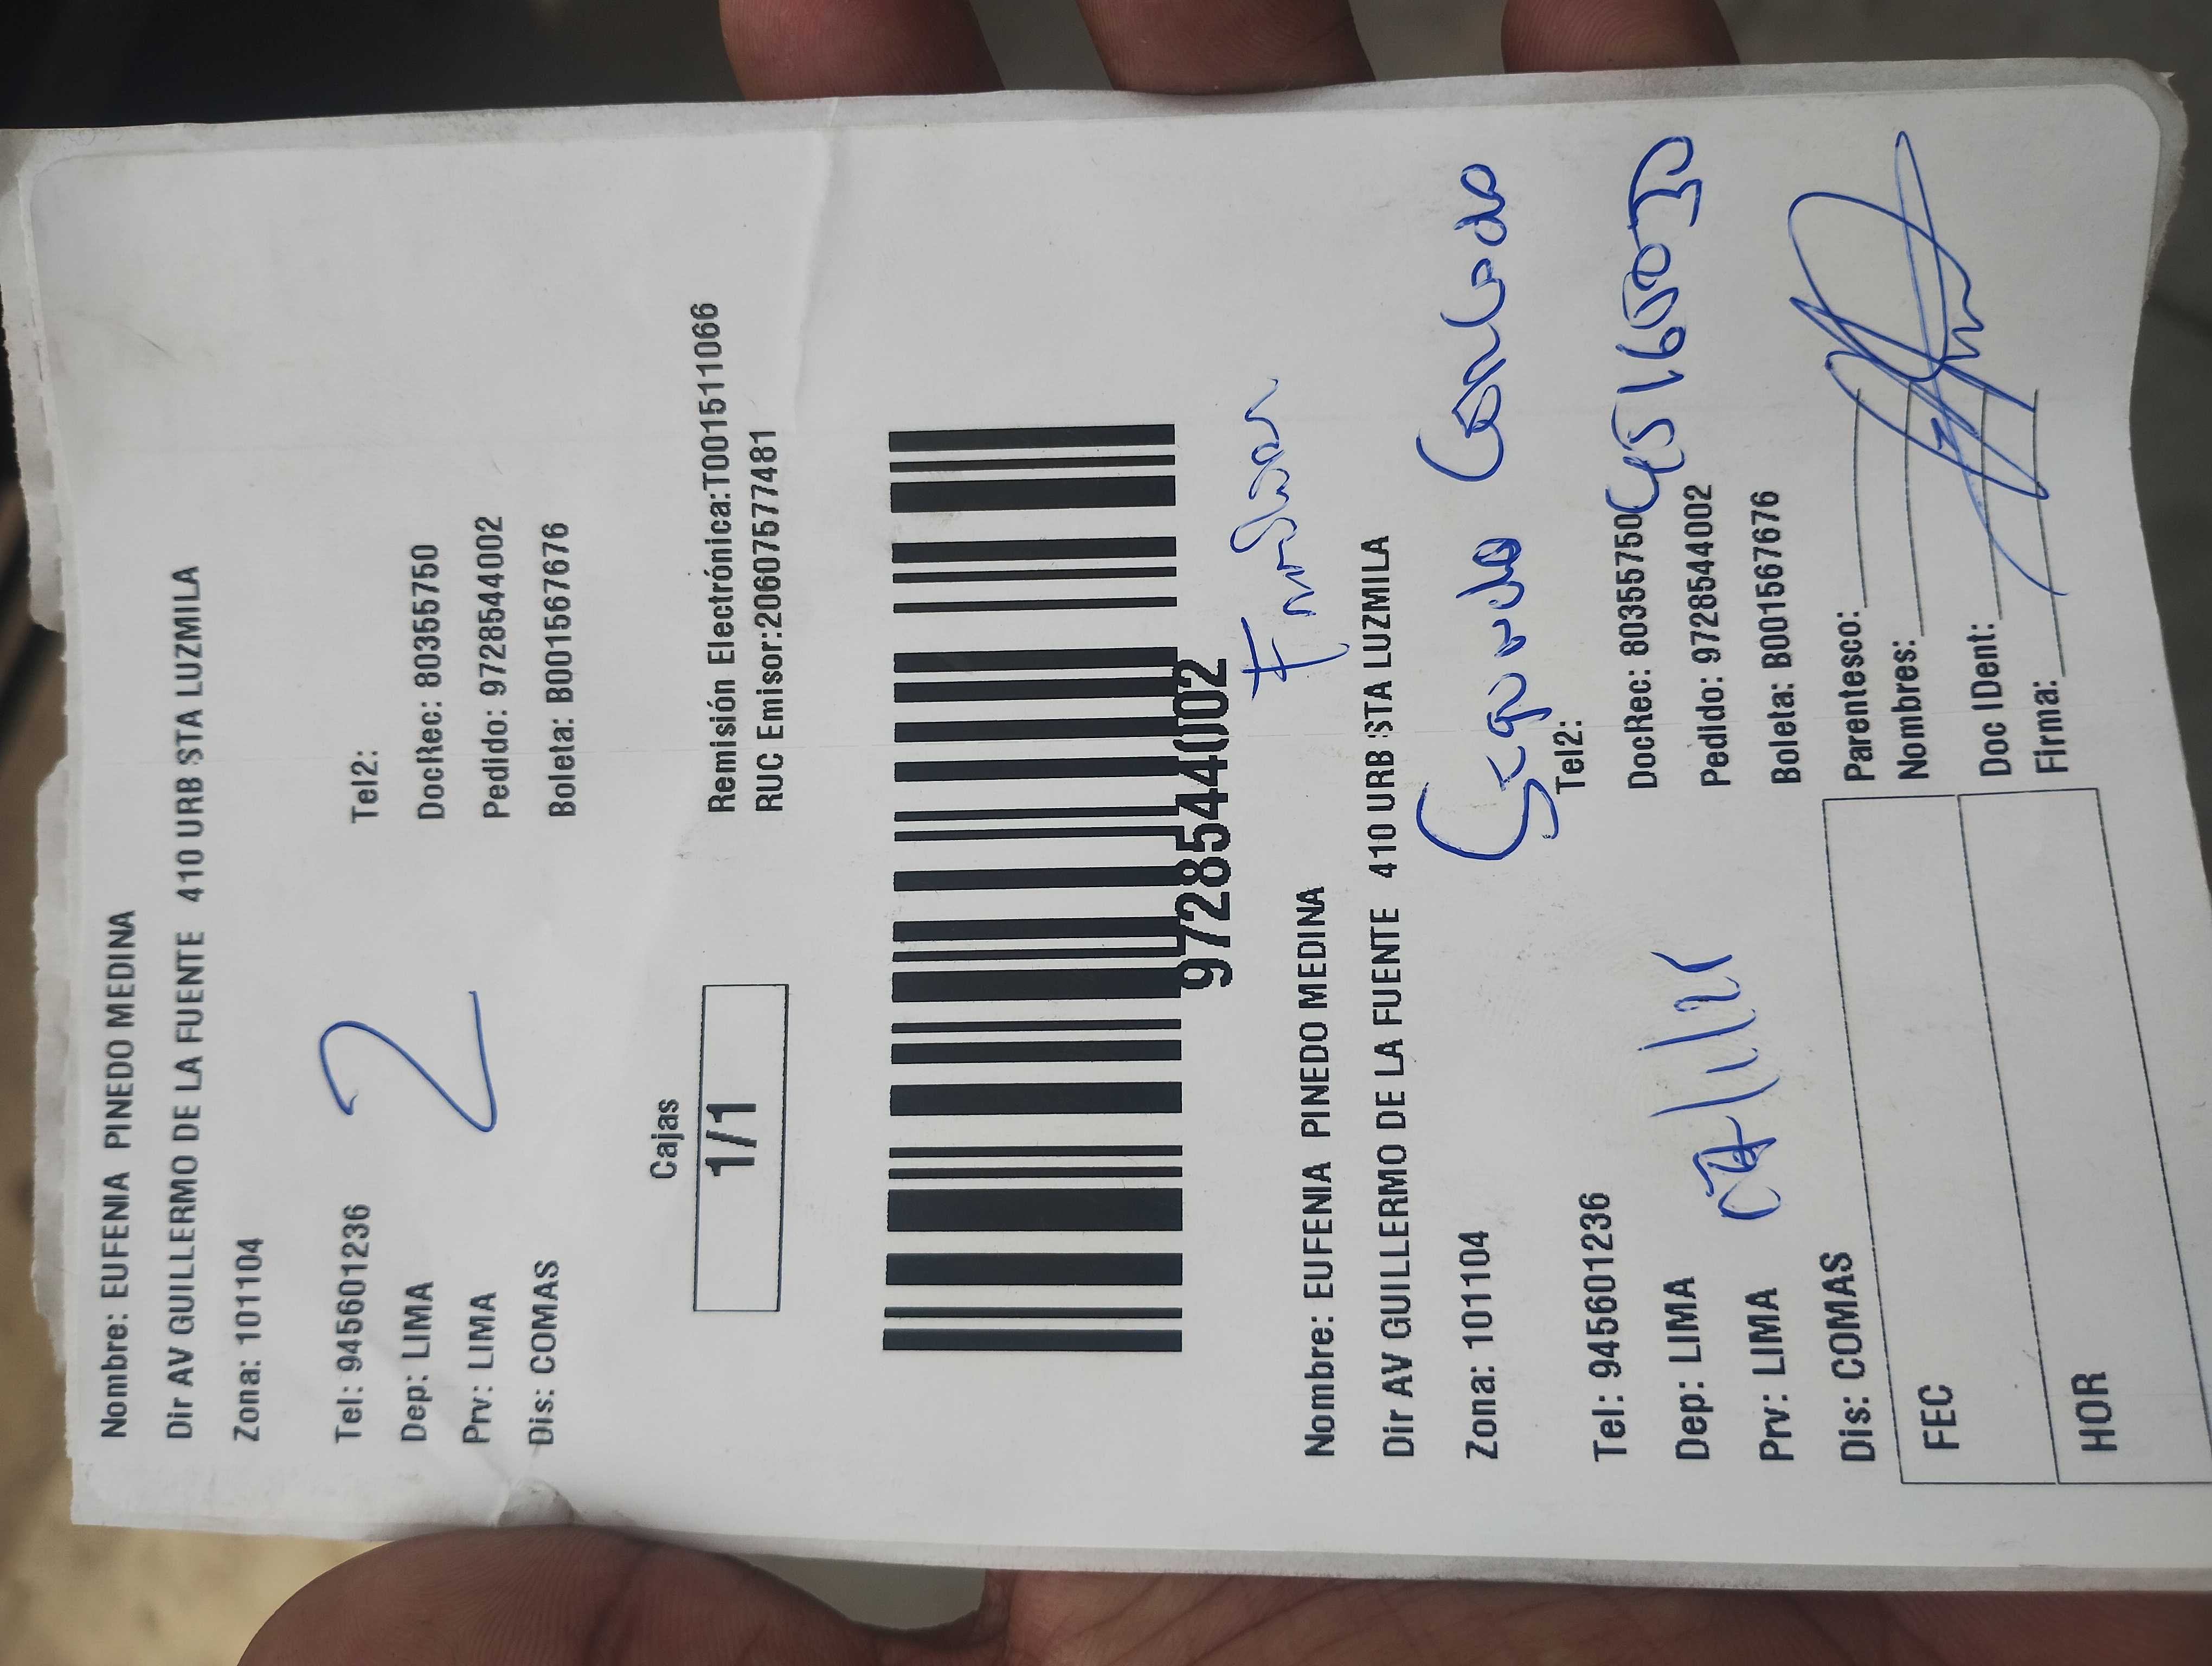 Nombre: EUFENIA PINEDO MEDINA
Dir AV GUILLERMO DE LA FUENTE 410 URB STA LUZMILA
Zona: 101104
Tel: 945601236 Tel2:
Dep: LIMA DocRec: 80355750
Prv: LIMA Pedido: 9728544002
Dis: COMAS Boleta: B001567676
2
Cajas
1/1
Remisión Electrónica:T001511066
RUC Emisor:20607577481
9728544002
Nombre: EUFENIA PINEDO MEDINA
Dir AV GUILLERMO DE LA FUENTE 410 URB STA LUZMILA
Zona: 101104
Segundo
Tel: 945601236 Tel2:
Dep: LIMA DocRec: 80355750
Prv: LIMA Pedido: 9728544002
Dis: COMAS Boleta: B001567676
FEC
HOR
Parentesco:
Nombres:
Doc IDent:
Firma: